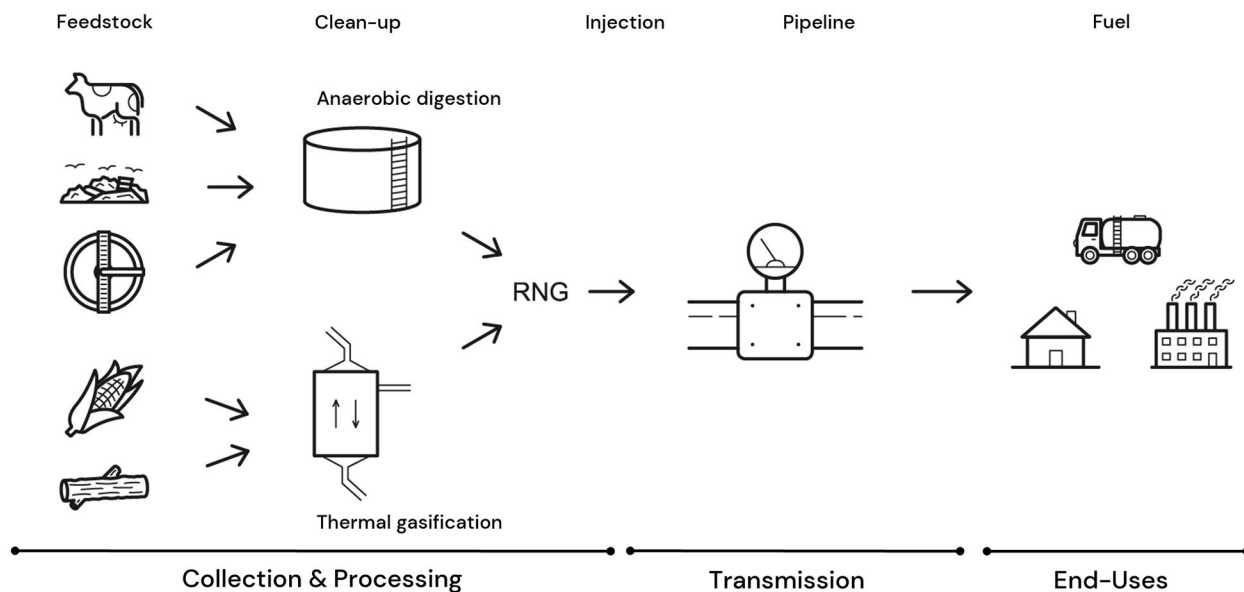 Feedstock
Clean-up
Injection
Pipeline
Fuel
Anaerobic digestion
RNG
Thermal gasification
Collection & Processing
Transmission
End-Uses